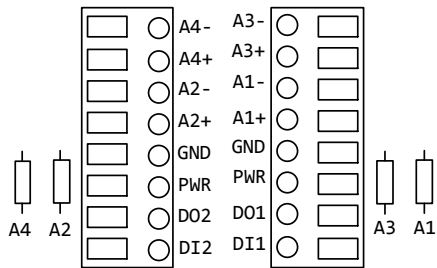 A4- A3-
A4+ A3+
A2- A1-
A2+ A1+
GND GND
PWR PWR
DO2 DO1
A4 A2 A3 A1
DI2 DI1